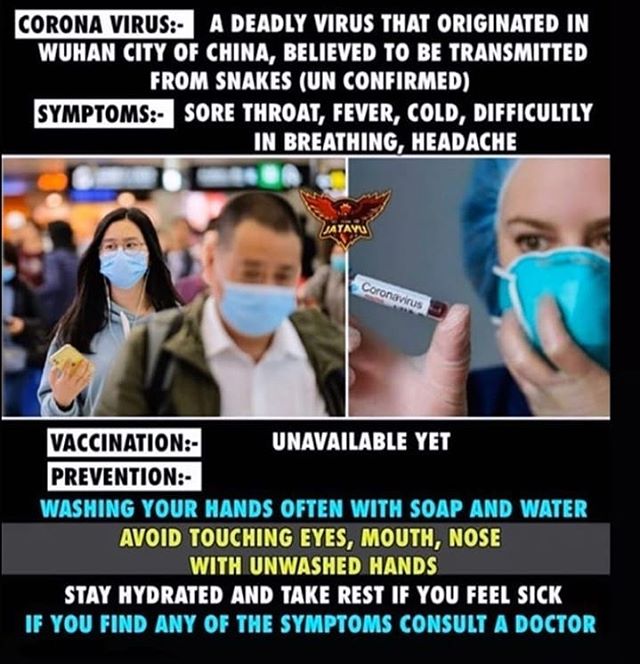 CORONA VIRUS:- A DEADLY VIRUS THAT ORIGINATED IN
WUHAN CITY OF CHINA, BELIEVED TO BE TRANSMITTED
FROM SNAKES (UN CONFIRMED)
SYMPTOMS:- SORE THROAT, FEVER, COLD, DIFFICULTLY
IN BREATHING, HEADACHE
JATAYU
Coronavirus
VACCINATION:- UNAVAILABLE YET
PREVENTION:-
WASHING YOUR HANDS OFTEN WITH SOAP AND WATER
AVOID TOUCHING EYES, MOUTH, NOSE
WITH UNWASHED HANDS
STAY HYDRATED AND TAKE REST IF YOU FEEL SICK
IF YOU FIND ANY OF THE SYMPTOMS CONSULT A DOCTOR